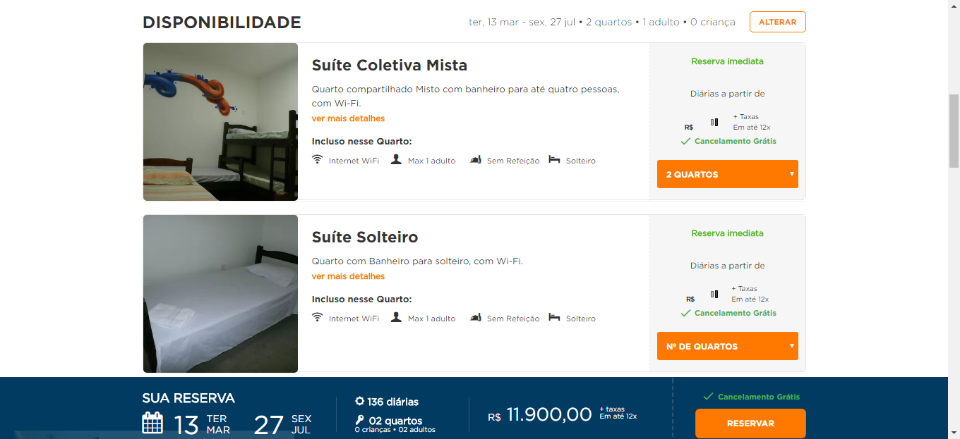 DISPONIBILIDADE
ter, 13 mar - sex, 27 jul • 2 quartos • 1 adulto • 0 criança
ALTERAR
Suíte Coletiva Mista
Quarto compartilhado Misto com banheiro para até quatro pessoas,
com Wi-Fi.
ver mais detalhes
Incluso nesse Quarto:
Internet WiFi Max 1 adulto Sem Refeição Solteiro
Reserva imediata
Diárias a partir de
R$
+ Taxas
Em até 12x
Cancelamento Grátis
2 QUARTOS
Suíte Solteiro
Quarto com Banheiro para solteiro, com Wi-Fi.
ver mais detalhes
Incluso nesse Quarto:
Internet WiFi Max 1 adulto Sem Refeição Solteiro
Reserva imediata
Diárias a partir de
R$
+ Taxas
Em até 12x
Cancelamento Grátis
Nº DE QUARTOS
SUA RESERVA
13 TER MAR
27 SEX JUL
136 diárias
02 quartos
0 crianças • 02 adultos
R$ 11.900,00 + taxas
Em até 12x
Cancelamento Grátis
RESERVAR